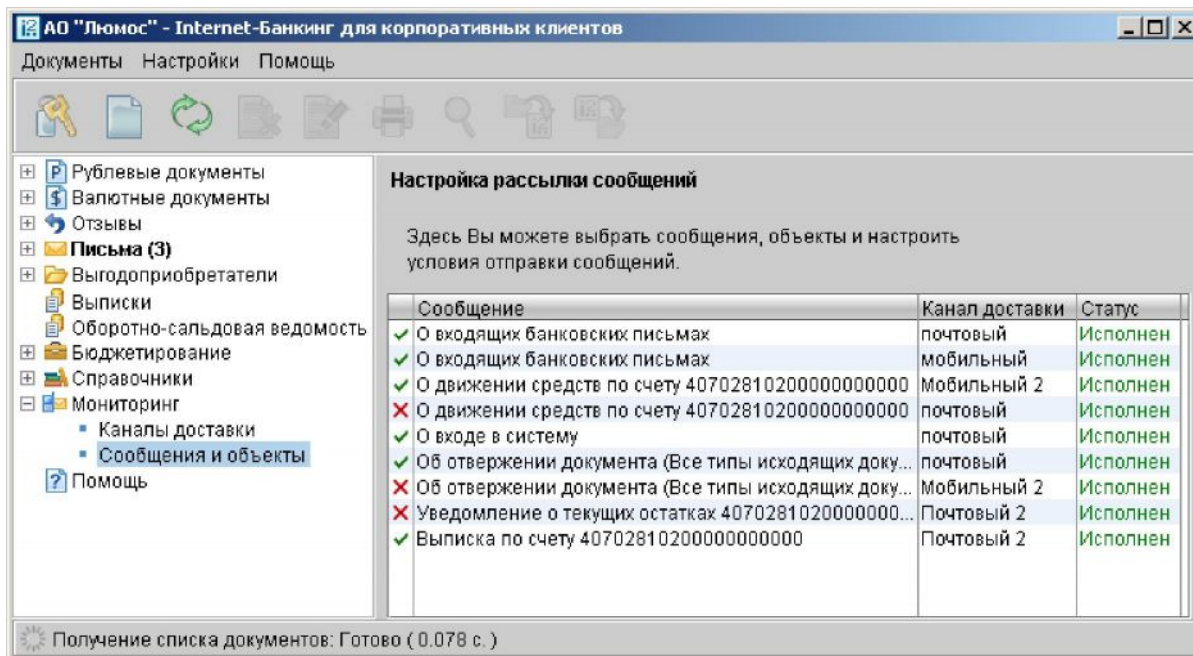 АО "Люмос" - Internet-Банкинг для корпоративных клиентов
Документы Настройки Помощь
Рублевые документы
Валютные документы
Отзывы
Письма (3)
Выгодоприобретатели
Выписки
Оборотно-сальдовая ведомость
Бюджетирование
Справочники
Мониторинг
Каналы доставки
Сообщения и объекты
Помощь
Настройка рассылки сообщений
Здесь Вы можете выбрать сообщения, объекты и настроить
условия отправки сообщений.
Сообщение Канал доставки Статус
О входящих банковских письмах почтовый Исполнен
О входящих банковских письмах мобильный Исполнен
О движении средств по счету 40702810200000000000 Мобильный 2 Исполнен
О движении средств по счету 40702810200000000000 почтовый Исполнен
О входе в систему почтовый Исполнен
Об отвержении документа (Все типы исходящих доку... почтовый Исполнен
Об отвержении документа (Все типы исходящих доку... Мобильный 2 Исполнен
Уведомление о текущих остатках 4070281020000000... Почтовый 2 Исполнен
Выписка по счету 40702810200000000000 Почтовый 2 Исполнен
Получение списка документов: Готово ( 0.078 с. )